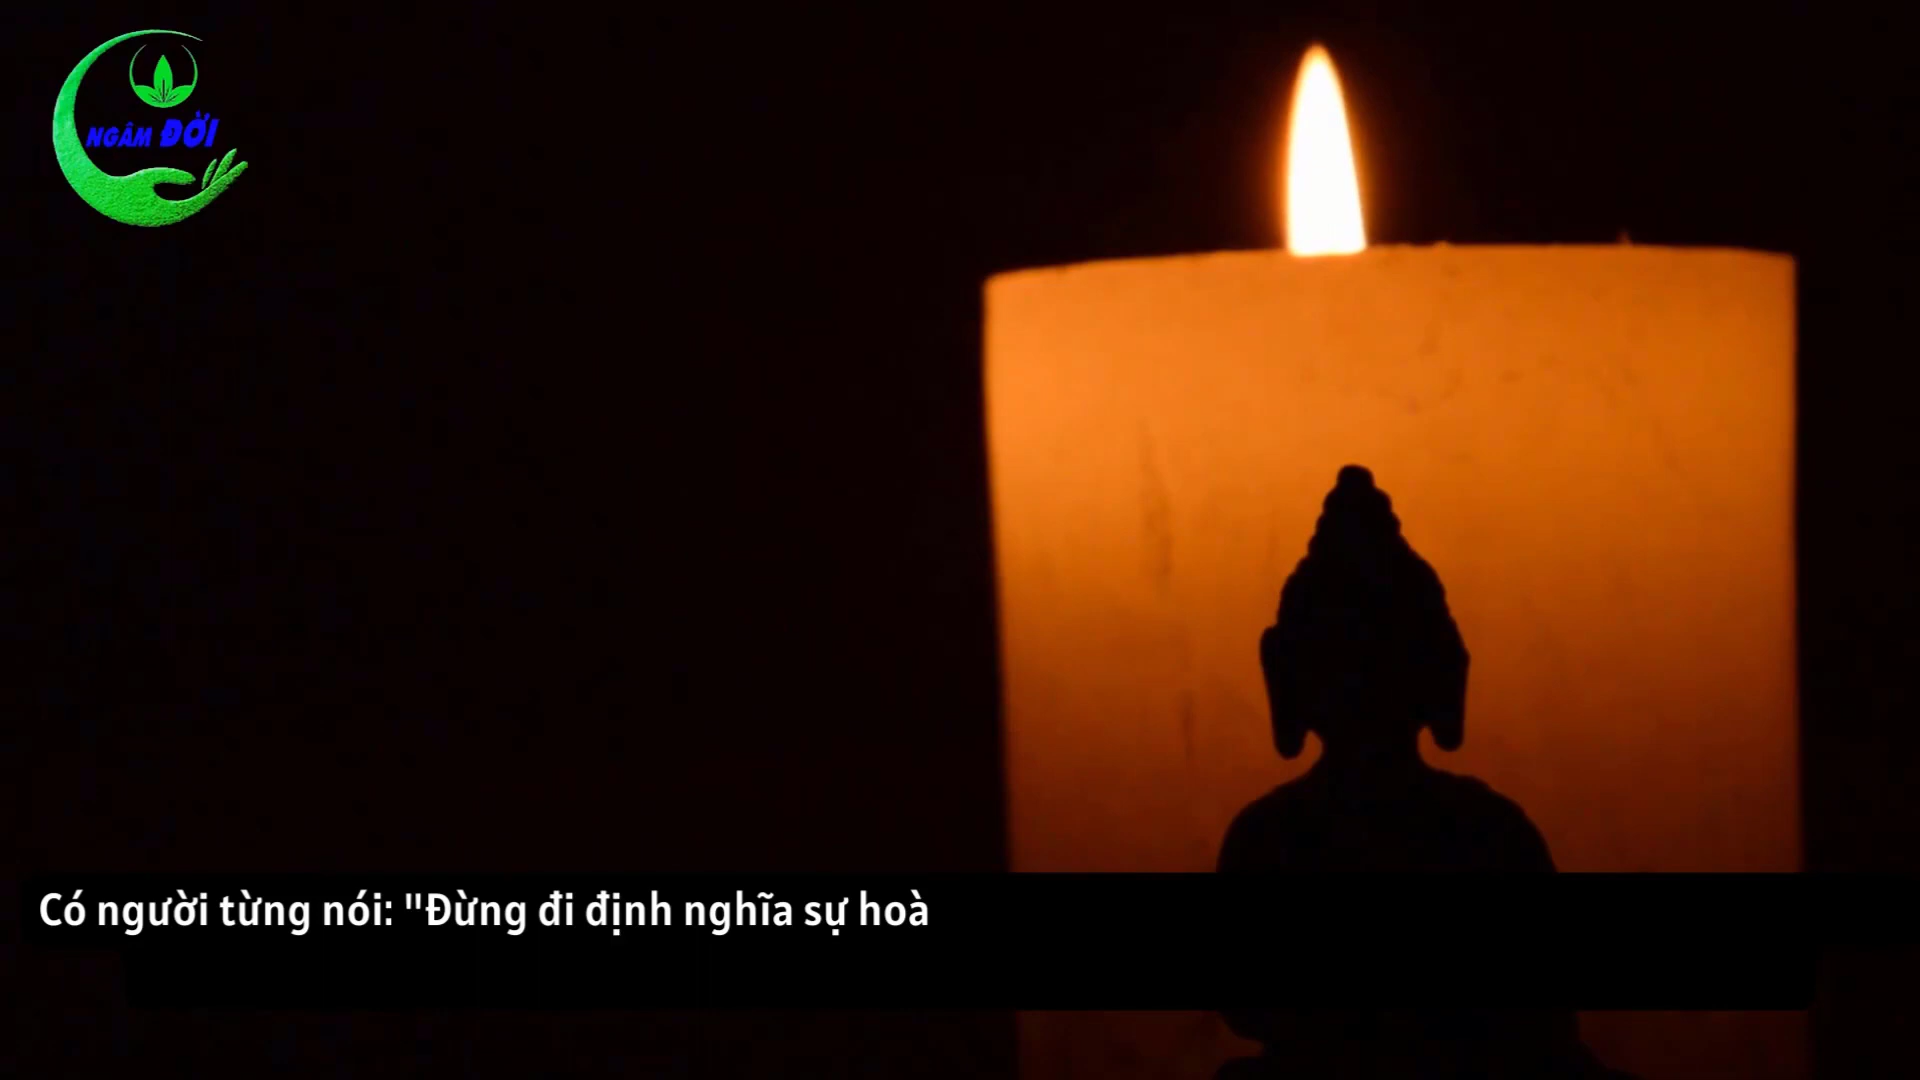 NGÂM ĐỜI
Có người từng nói: "Đừng đi định nghĩa sự hoà